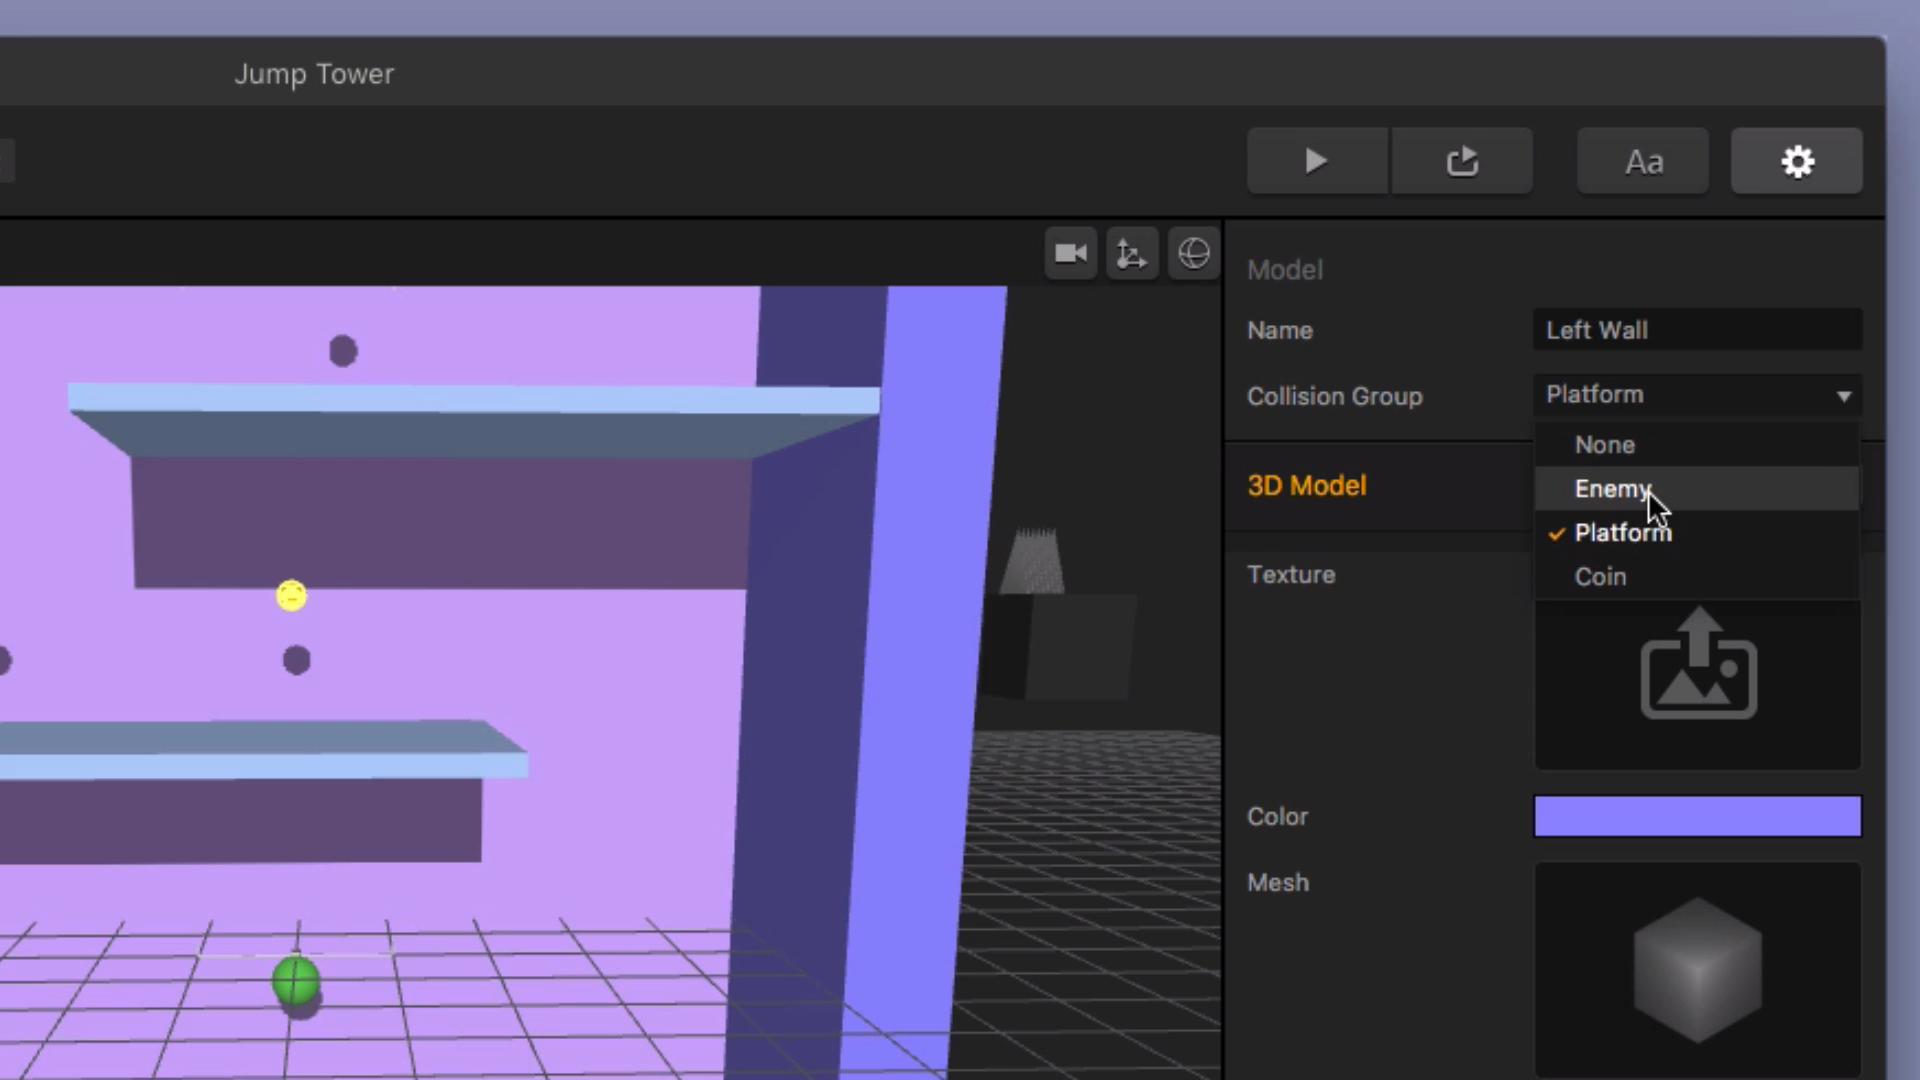 Jump Tower
Aa
Model
Name
Left Wall
Collision Group
Platform
None
Enemy
Platform
Coin
3D Model
Texture
Color
Mesh